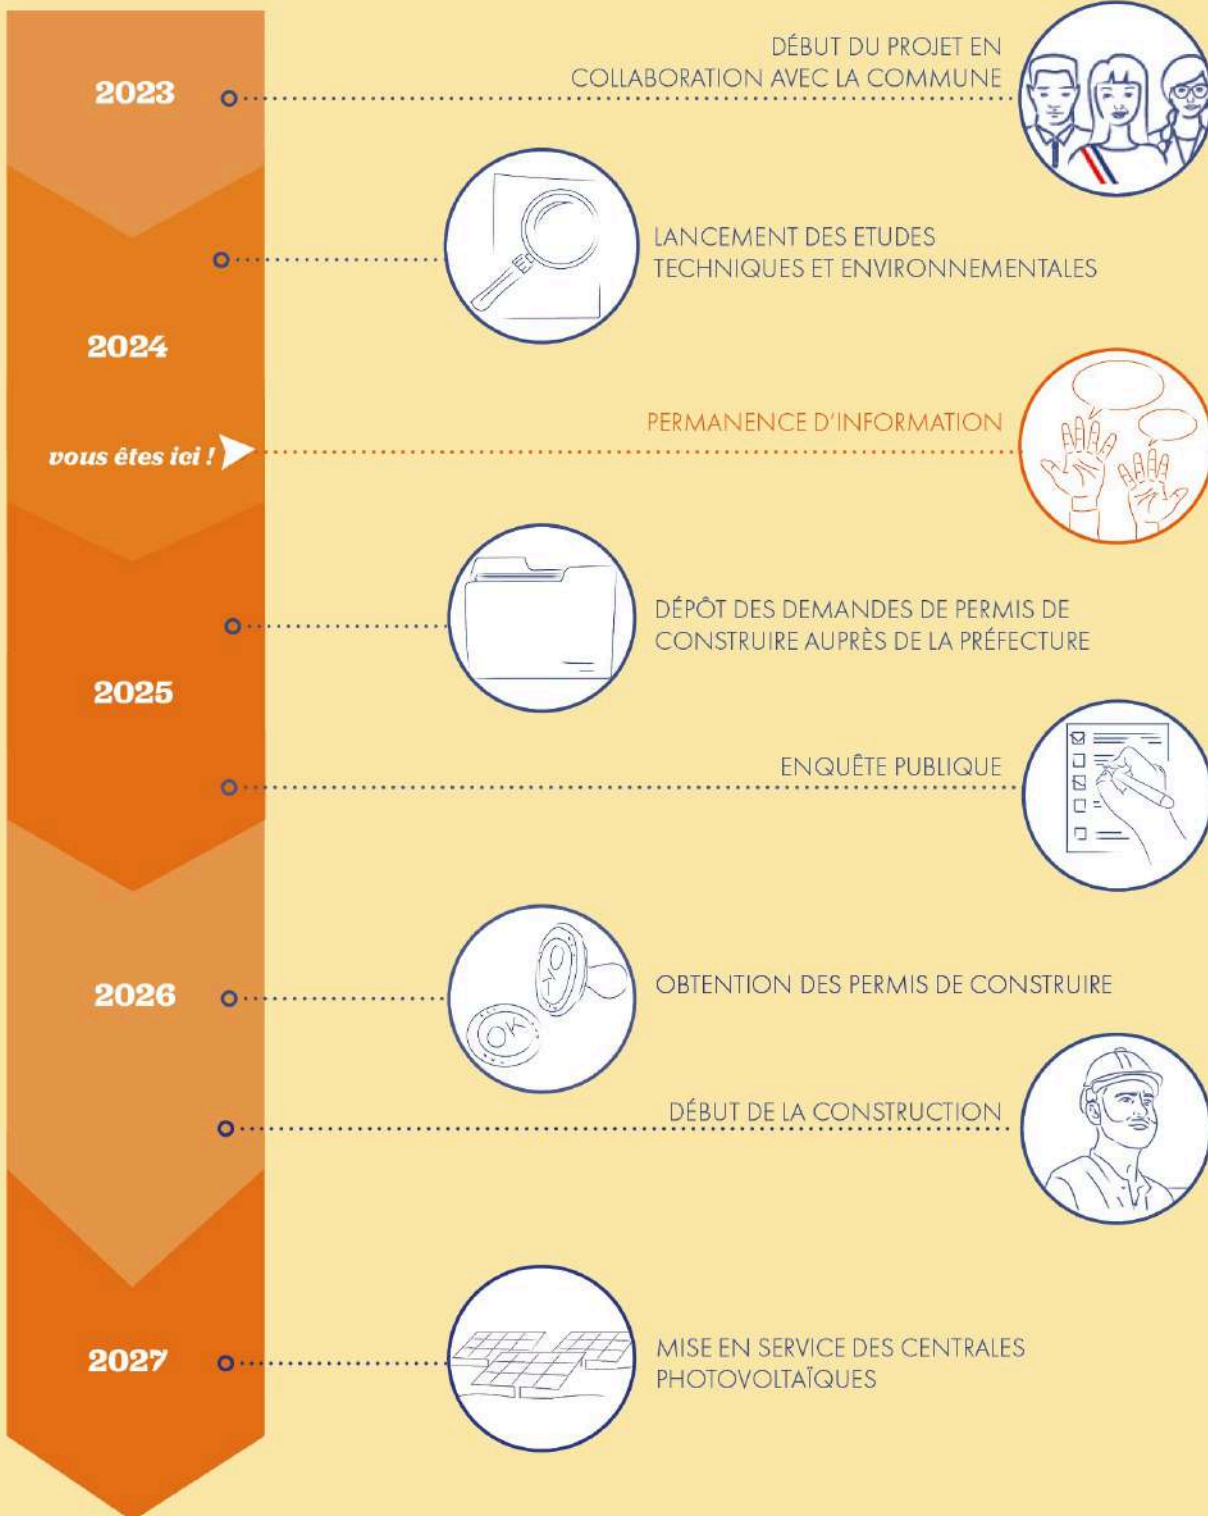 2023
DÉBUT DU PROJET EN
COLLABORATION AVEC LA COMMUNE
LANCEMENT DES ETUDES
TECHNIQUES ET ENVIRONNEMENTALES
2024
vous êtes ici !
PERMANENCE D'INFORMATION
DÉPÔT DES DEMANDES DE PERMIS DE
CONSTRUIRE AUPRÈS DE LA PRÉFECTURE
2025
ENQUÊTE PUBLIQUE
2026
OK
OK
OBTENTION DES PERMIS DE CONSTRUIRE
DÉBUT DE LA CONSTRUCTION
2027
MISE EN SERVICE DES CENTRALES
PHOTOVOLTAÏQUES